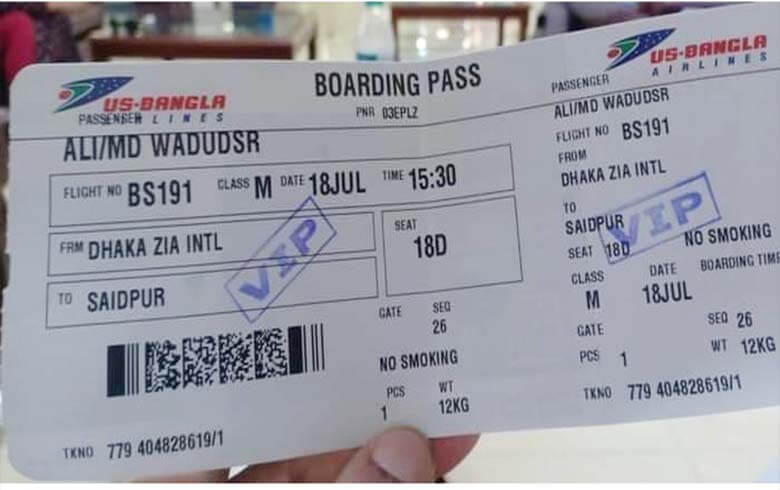 US-BANGLA
AIRLINES
BOARDING PASS
PASSENGER
PNR 03EPLZ
ALI/MD WADUDSR
FLIGHT NO BS191 CLASS M DATE 18JUL TIME 15:30
FRM DHAKA ZIA INTL
SEAT
18D
TO SAIDPUR
VIP
GATE SEQ
26
NO SMOKING
PCS WT
1 12KG
TKNO 779 404828619/1
US-BANGLA
AIRLINES
PASSENGER
ALI/MD WADUDSR
FLIGHT NO BS191
FROM
DHAKA ZIA INTL
TO
SAIDPUR
VIP
SEAT 18D NO SMOKING
CLASS DATE BOARDING TIME
M 18JUL
GATE SEQ 26
PCS 1 WT 12KG
TKNO 779 404828619/1